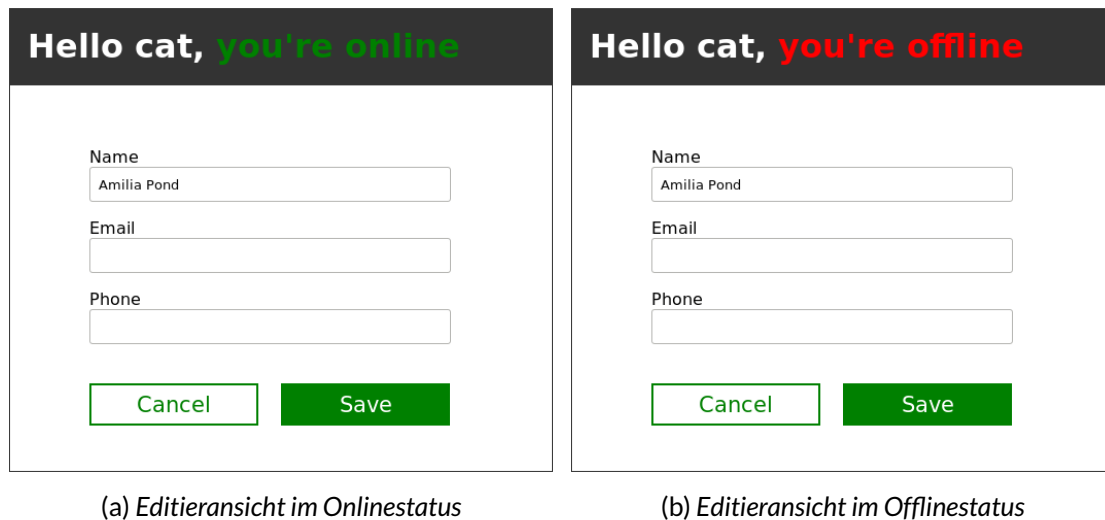 Hello cat, you're online
Name
Amilia Pond
Email
Phone
Cancel Save
(a) Editieransicht im Onlinestatus
Hello cat, you're offline
Name
Amilia Pond
Email
Phone
Cancel Save
(b) Editieransicht im Offlinestatus